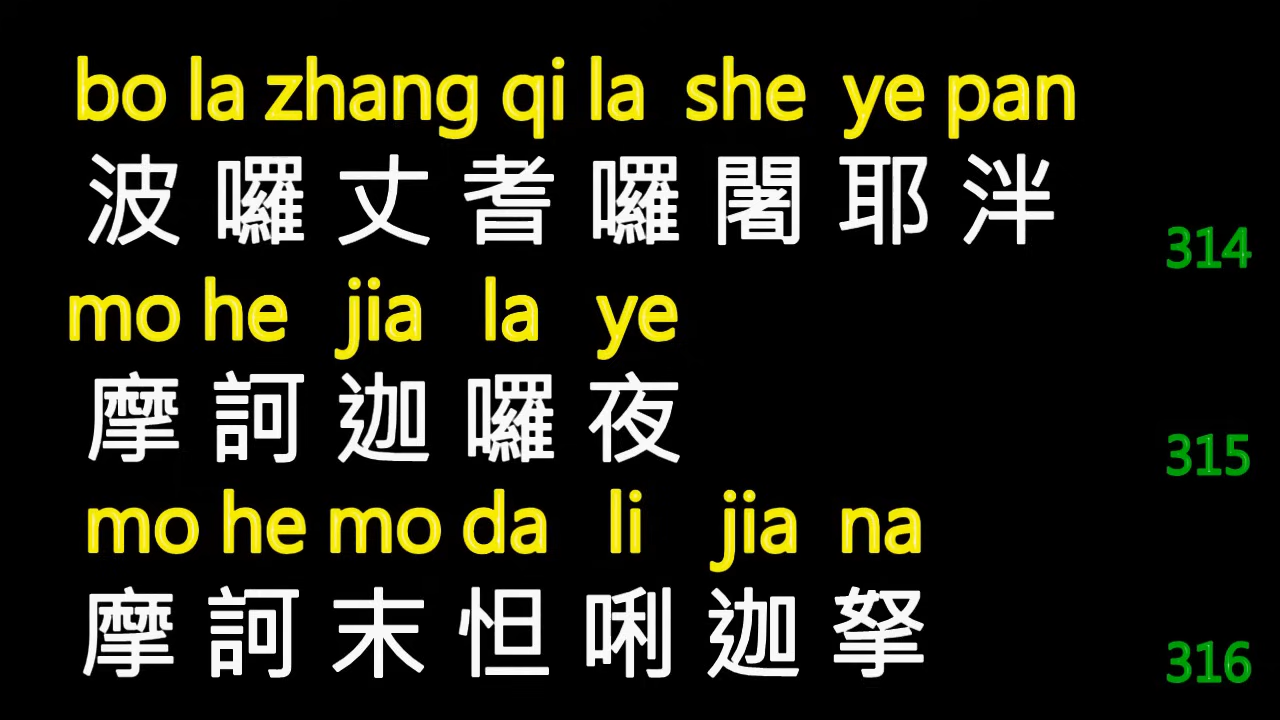 bo la zhang qi la she ye pan
波囉丈耆囉闍耶泮
314
mo he jia la ye
摩訶迦囉夜
315
mo he mo da li jia na
摩訶末怛唎迦拏
316